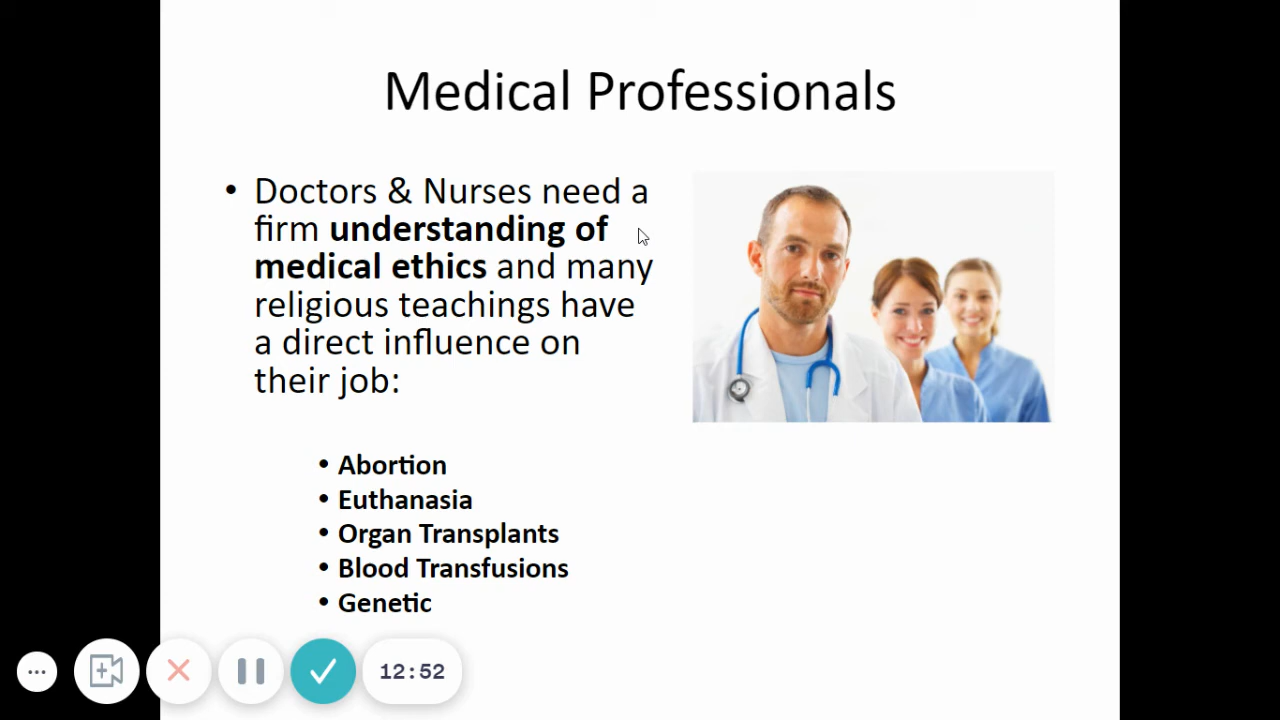 Medical Professionals
• Doctors & Nurses need a
firm understanding of
medical ethics and many
religious teachings have
a direct influence on
their job:
• Abortion
• Euthanasia
• Organ Transplants
• Blood Transfusions
• Genetic
12:52